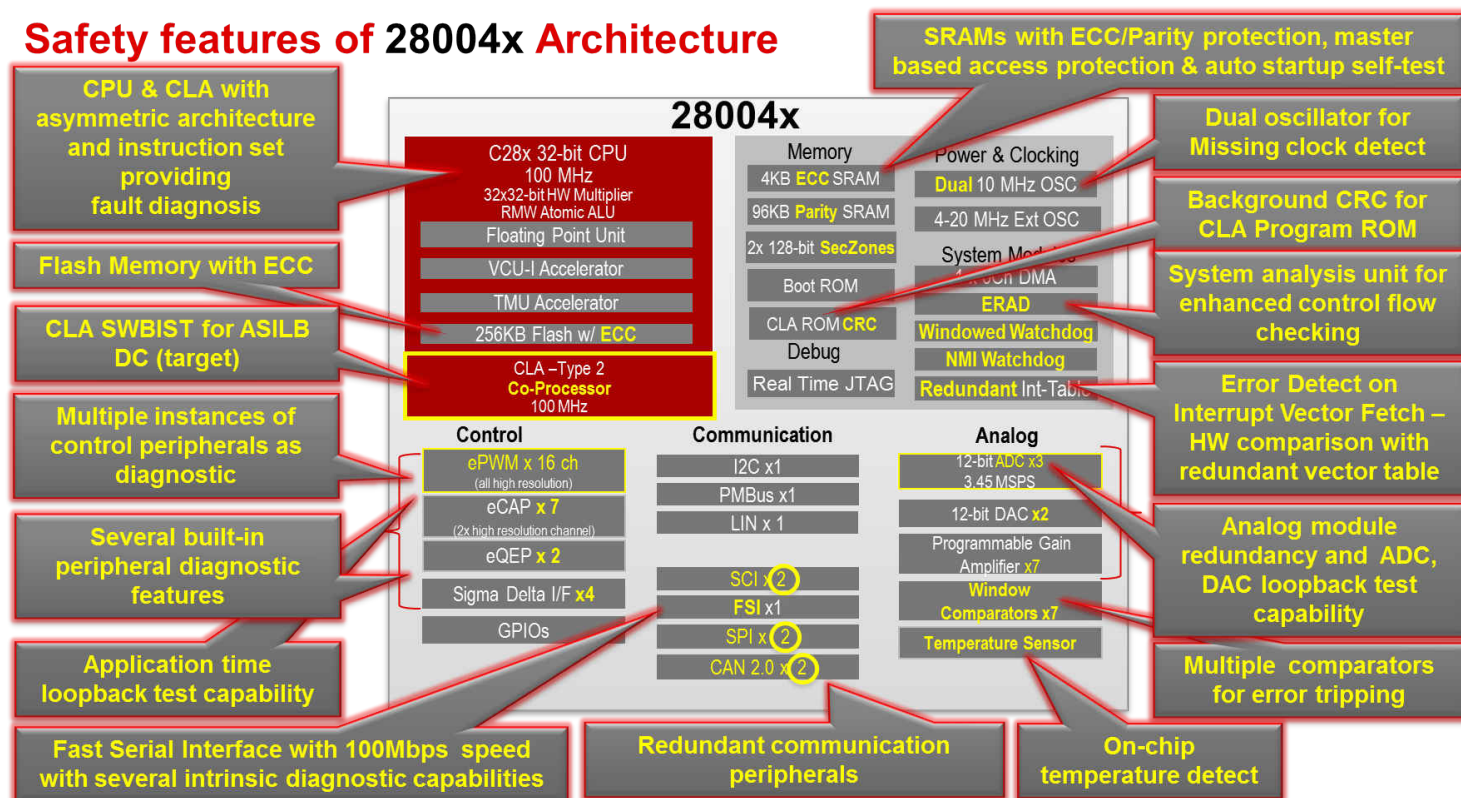 Safety features of 28004x Architecture
SRAMs with ECC/Parity protection, master
based access protection & auto startup self-test
CPU & CLA with
asymmetric architecture
and instruction set
providing
fault diagnosis
Flash Memory with ECC
CLA SWBIST for ASILB
DC (target)
Multiple instances of
control peripherals as
diagnostic
Several built-in
peripheral diagnostic
features
Application time
loopback test capability
Fast Serial Interface with 100Mbps speed
with several intrinsic diagnostic capabilities
28004x
C28x 32-bit CPU
100 MHz
32x32-bit HW Multiplier
RMW Atomic ALU
Floating Point Unit
VCU-I Accelerator
TMU Accelerator
256KB Flash w/ ECC
CLA –Type 2
Co-Processor
100 MHz
Memory
4KB ECC SRAM
96KB Parity SRAM
2x 128-bit SecZones
Boot ROM
CLA ROM CRC
Debug
Real Time JTAG
Power & Clocking
Dual 10 MHz OSC
4-20 MHz Ext OSC
System
DMA
ERAD
Windowed Watchdog
NMI Watchdog
Redundant Int-Table
Control
ePWM x 16 ch
(all high resolution)
eCAP x 7
(2x high resolution channel)
eQEP x 2
Sigma Delta I/F x4
GPIOs
Communication
I2C x1
PMBus x1
LIN x 1
SCI x 2
FSI x1
SPI x 2
CAN 2.0 x 2
Analog
12-bit ADC x3
3.45 MSPS
12-bit DAC x2
Programmable Gain
Amplifier x7
Window
Comparators x7
Temperature Sensor
Dual oscillator for
Missing clock detect
Background CRC for
CLA Program ROM
System analysis unit for
enhanced control flow
checking
Error Detect on
Interrupt Vector Fetch –
HW comparison with
redundant vector table
Analog module
redundancy and ADC,
DAC loopback test
capability
Multiple comparators
for error tripping
Redundant communication
peripherals
On-chip
temperature detect